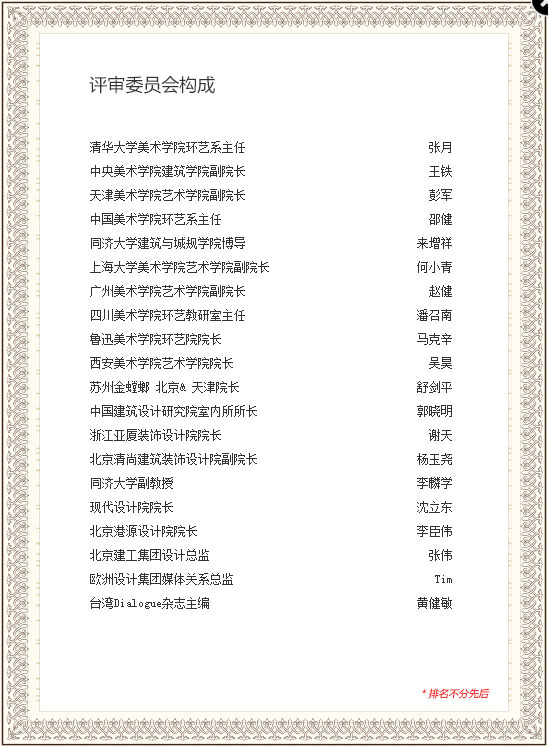 评审委员会构成
清华大学美术学院环艺系主任 张月
中央美术学院建筑学院副院长 王铁
天津美术学院艺术学院副院长 彭军
中国美术学院环艺系主任 邵健
同济大学建筑与城规学院博导 来增祥
上海大学美术学院艺术学院副院长 何小青
广州美术学院艺术学院副院长 赵健
四川美术学院环艺教研室主任 潘召南
鲁迅美术学院环艺院院长 马克辛
西安美术学院艺术学院院长 吴昊
苏州金螳螂 北京& 天津院长 舒剑平
中国建筑设计研究院室内所所长 郭晓明
浙江亚厦装饰设计院院长 谢天
北京清尚建筑装饰设计院副院长 杨玉尧
同济大学副教授 李麟学
现代设计院院长 沈立东
北京港源设计院院长 李臣伟
北京建工集团设计总监 张伟
欧洲设计集团媒体关系总监 Tim
台湾Dialogue杂志主编 黄健敏
* 排名不分先后